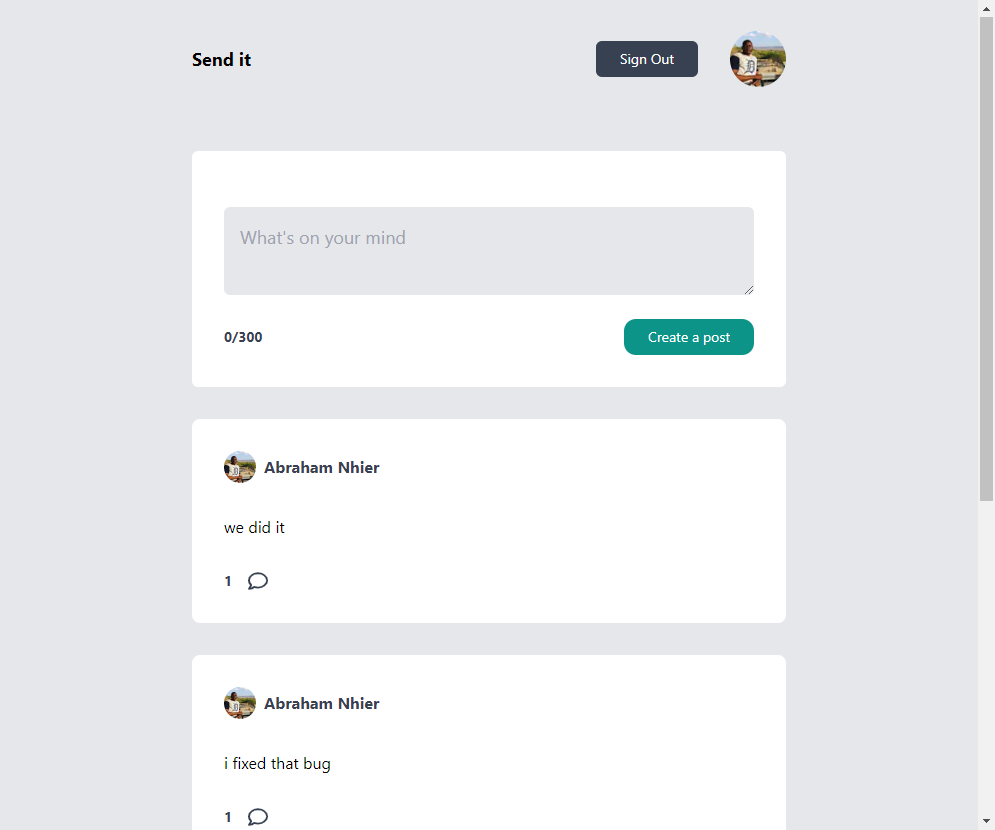 Send it
Sign Out
What's on your mind
0/300
Create a post
Abraham Nhier
we did it
1
Abraham Nhier
i fixed that bug
1